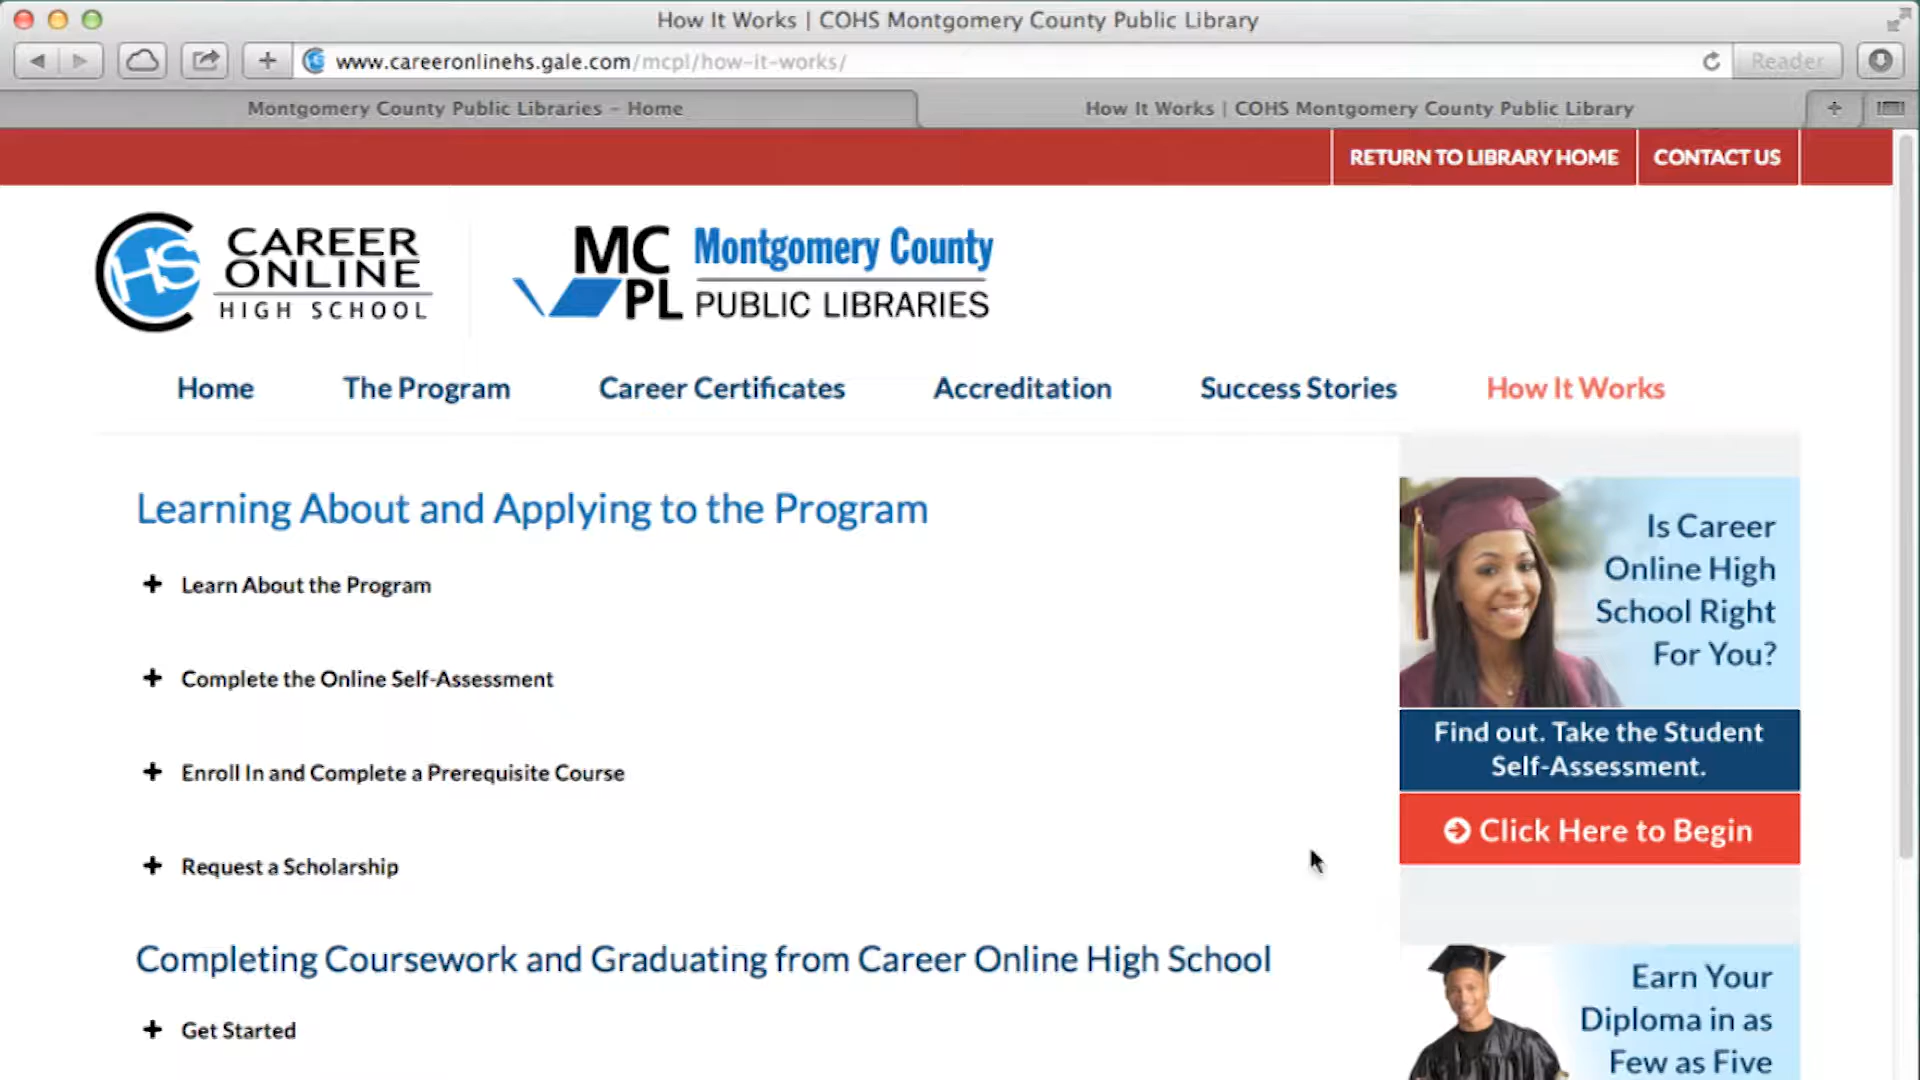 How It Works | COHS Montgomery County Public Library
www.careeronlinehs.gale.com/mcpl/how-it-works/
Reader
Montgomery County Public Libraries – Home
How It Works | COHS Montgomery County Public Library
RETURN TO LIBRARY HOME
CONTACT US
CHS
CAREER
ONLINE
HIGH SCHOOL
MC
PL
Montgomery County
PUBLIC LIBRARIES
Home
The Program
Career Certificates
Accreditation
Success Stories
How It Works
Learning About and Applying to the Program
+ Learn About the Program
+ Complete the Online Self-Assessment
+ Enroll In and Complete a Prerequisite Course
+ Request a Scholarship
Completing Coursework and Graduating from Career Online High School
+ Get Started
Is Career
Online High
School Right
For You?
Find out. Take the Student
Self-Assessment.
Click Here to Begin
Earn Your
Diploma in as
Few as Five